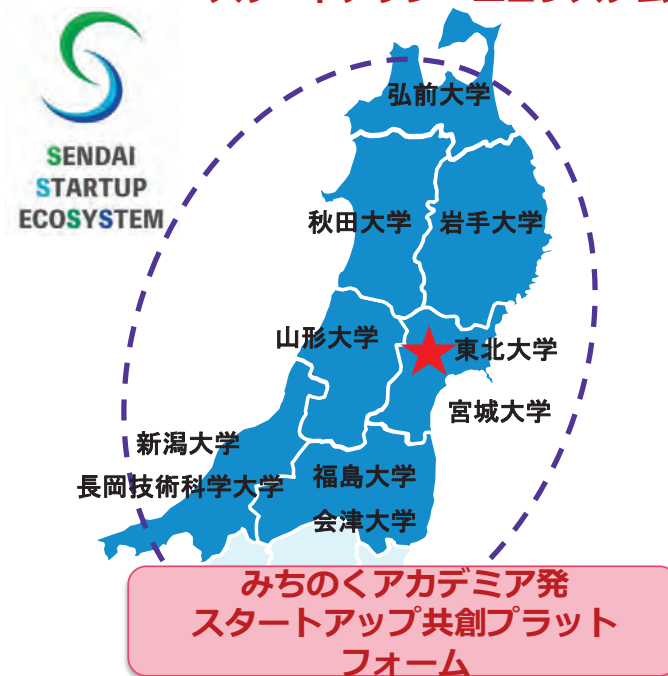 SENDAI
STARTUP
ECOSYSTEM
弘前大学
秋田大学 岩手大学
山形大学 東北大学
宮城大学
新潟大学
長岡技術科学大学 福島大学
会津大学
みちのくアカデミア発
スタートアップ共創プラット
フォーム